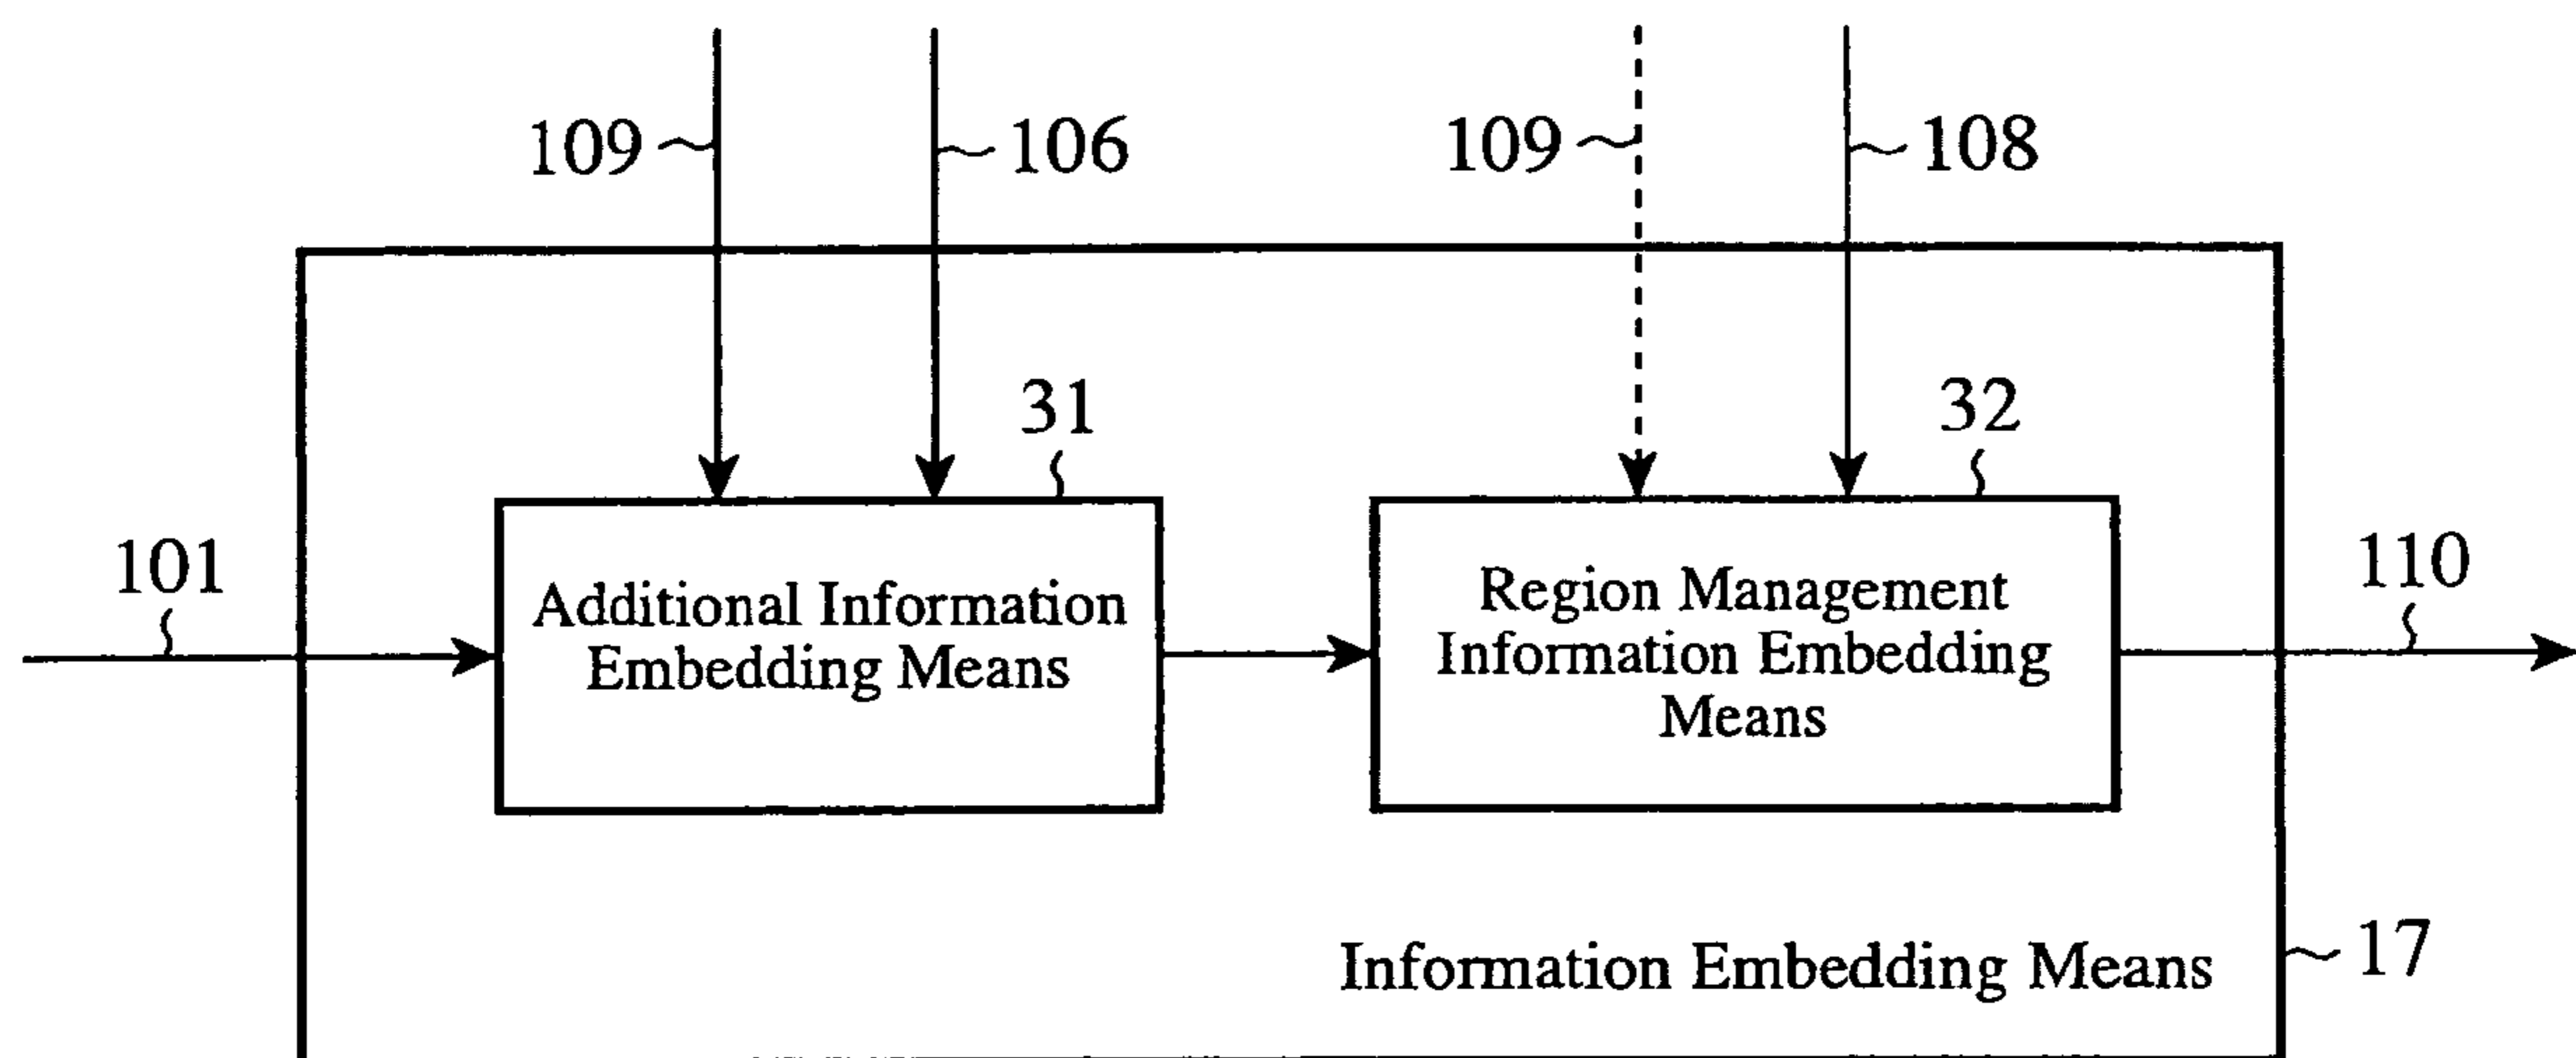 109
106
109
108
31
32
101
Additional Information
Embedding Means
Region Management
Information Embedding
Means
110
Information Embedding Means
17